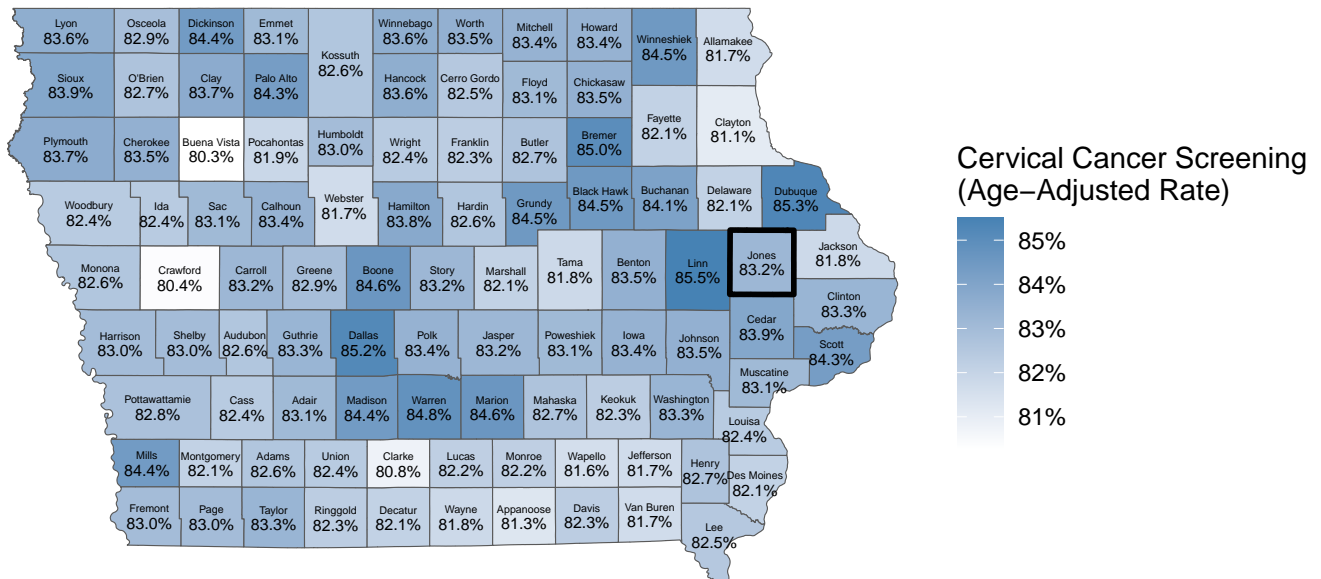 Lyon
83.6%
Osceola
82.9%
Dickinson
84.4%
Emmet
83.1%
Kossuth
82.6%
Winnebago
83.6%
Worth
83.5%
Mitchell
83.4%
Howard
83.4%
Winneshiek
84.5%
Allamakee
81.7%
Sioux
83.9%
O'Brien
82.7%
Clay
83.7%
Palo Alto
84.3%
Hancock
83.6%
Cerro Gordo
82.5%
Floyd
83.1%
Chickasaw
83.5%
Fayette
82.1%
Clayton
81.1%
Plymouth
83.7%
Cherokee
83.5%
Buena Vista
80.3%
Pocahontas
81.9%
Humboldt
83.0%
Wright
82.4%
Franklin
82.3%
Butler
82.7%
Bremer
85.0%
Woodbury
82.4%
Ida
82.4%
Sac
83.1%
Calhoun
83.4%
Webster
81.7%
Hamilton
83.8%
Hardin
82.6%
Grundy
84.5%
Black Hawk
84.5%
Buchanan
84.1%
Delaware
82.1%
Dubuque
85.3%
Monona
82.6%
Crawford
80.4%
Carroll
83.2%
Greene
82.9%
Boone
84.6%
Story
83.2%
Marshall
82.1%
Tama
81.8%
Benton
83.5%
Linn
85.5%
Jones
83.2%
Jackson
81.8%
Clinton
83.3%
Harrison
83.0%
Shelby
83.0%
Audubon
82.6%
Guthrie
83.3%
Dallas
85.2%
Polk
83.4%
Jasper
83.2%
Poweshiek
83.1%
Iowa
83.4%
Johnson
83.5%
Cedar
83.9%
Scott
84.3%
Muscatine
83.1%
Pottawattamie
82.8%
Cass
82.4%
Adair
83.1%
Madison
84.4%
Warren
84.8%
Marion
84.6%
Mahaska
82.7%
Keokuk
82.3%
Washington
83.3%
Louisa
82.4%
Mills
84.4%
Montgomery
82.1%
Adams
82.6%
Union
82.4%
Clarke
80.8%
Lucas
82.2%
Monroe
82.2%
Wapello
81.6%
Jefferson
81.7%
Henry
82.7%
Des Moines
82.1%
Fremont
83.0%
Page
83.0%
Taylor
83.3%
Ringgold
82.3%
Decatur
82.1%
Wayne
81.8%
Appanoose
81.3%
Davis
82.3%
Van Buren
81.7%
Lee
82.5%
Cervical Cancer Screening
(Age−Adjusted Rate)
85%
84%
83%
82%
81%